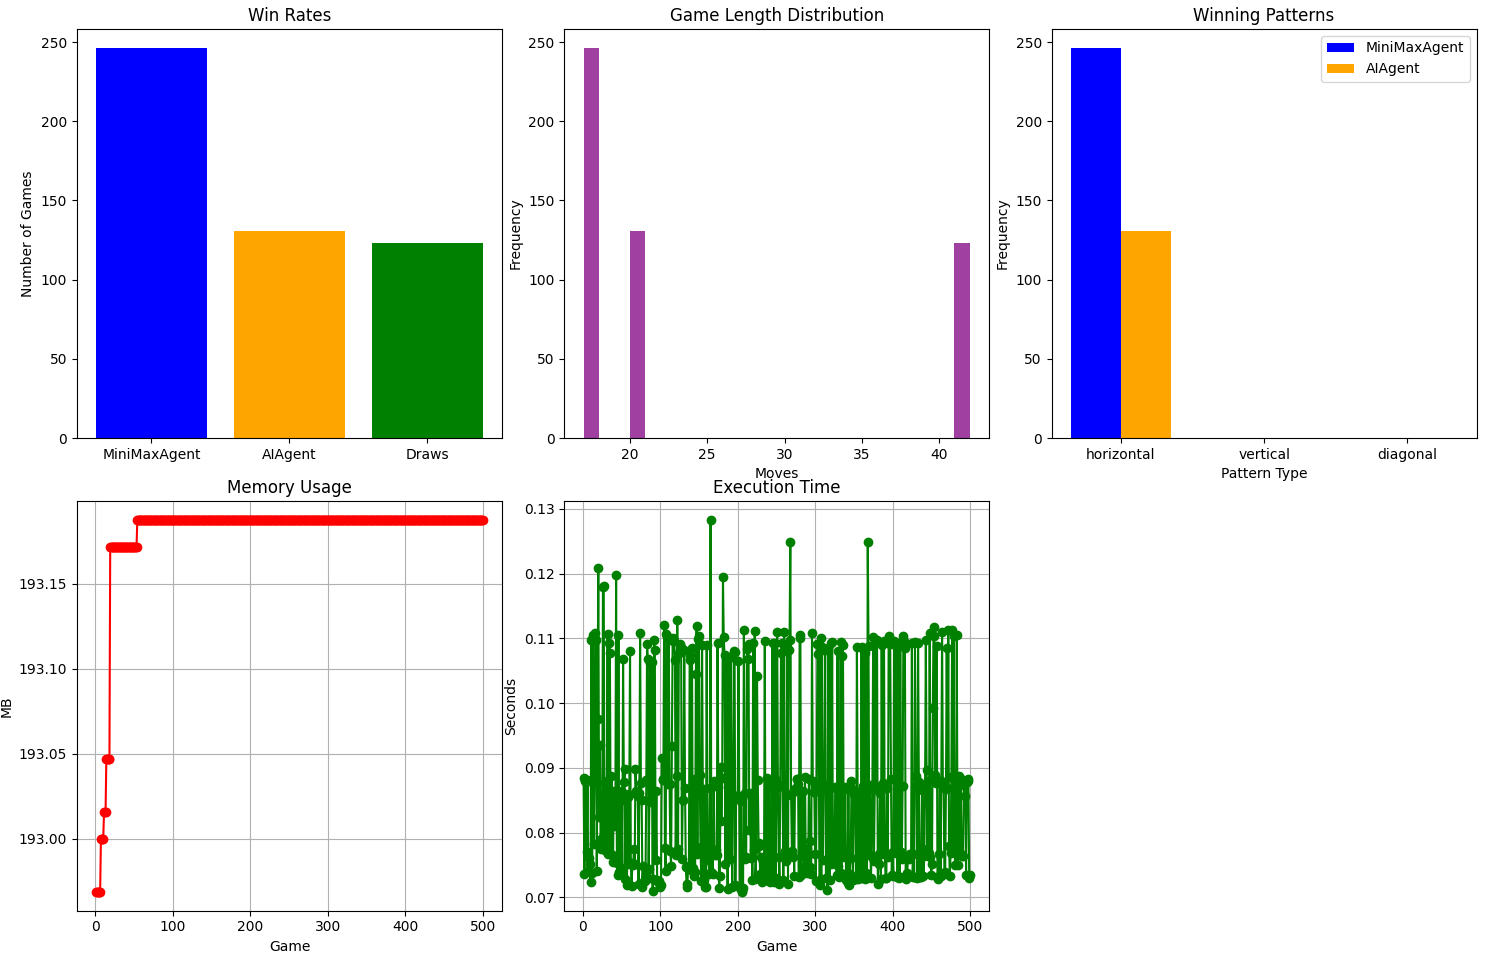 Win Rates
Number of Games
250
200
150
100
50
0
MiniMaxAgent
AIAgent
Draws
Game Length Distribution
Frequency
250
200
150
100
50
0
20
25
30
35
40
Moves
Winning Patterns
Frequency
250
200
150
100
50
0
MiniMaxAgent
AIAgent
horizontal
vertical
diagonal
Pattern Type
Memory Usage
MB
193.15
193.10
193.05
193.00
0
100
200
300
400
500
Game
Execution Time
Seconds
0.13
0.12
0.11
0.10
0.09
0.08
0.07
0
100
200
300
400
500
Game